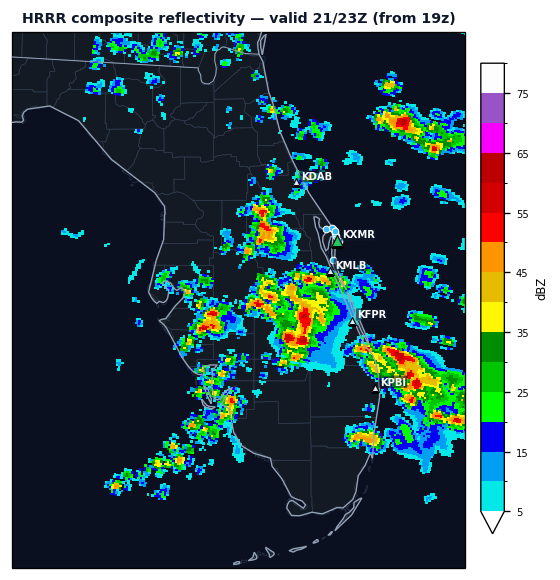 HRRR composite reflectivity — valid 21/23Z (from 19z)
KDAB
KXMR
KMLB
KFPR
KPBI
75
65
55
45
35
25
15
5
dBZ